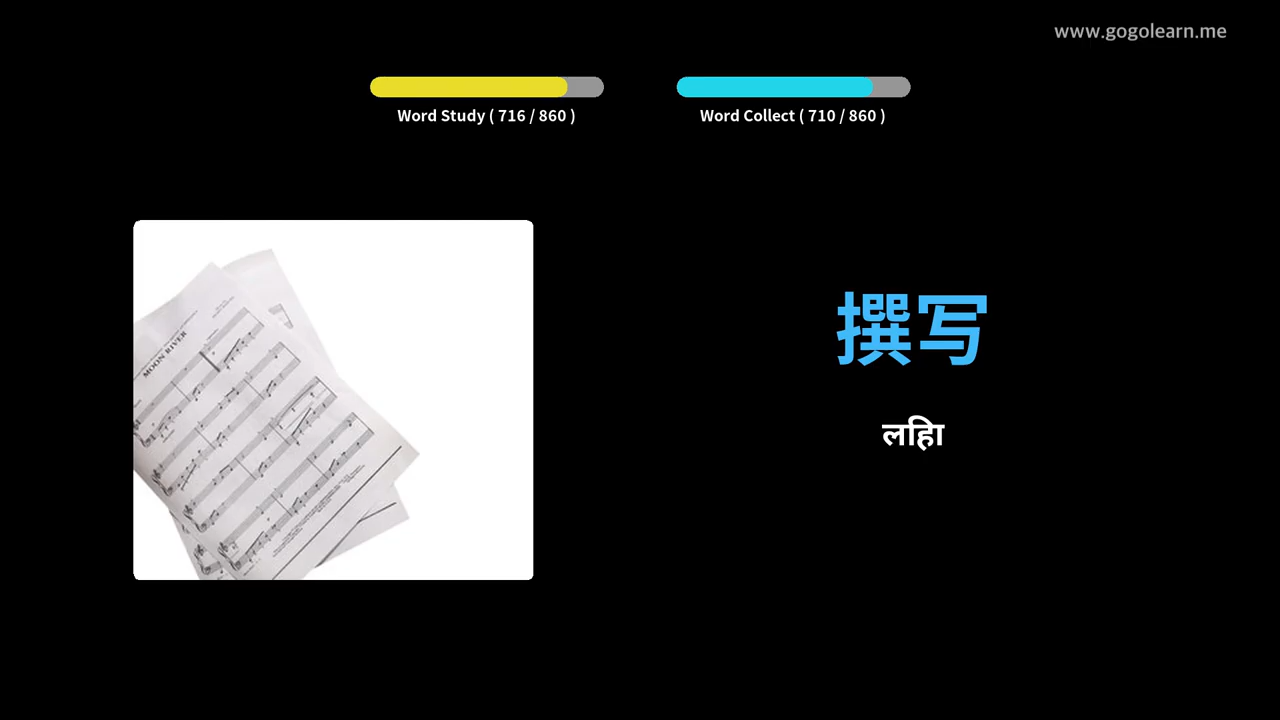 www.gogolearn.me
Word Study ( 716 / 860 )
Word Collect ( 710 / 860 )
MOON RIVER
撰写
लहिा